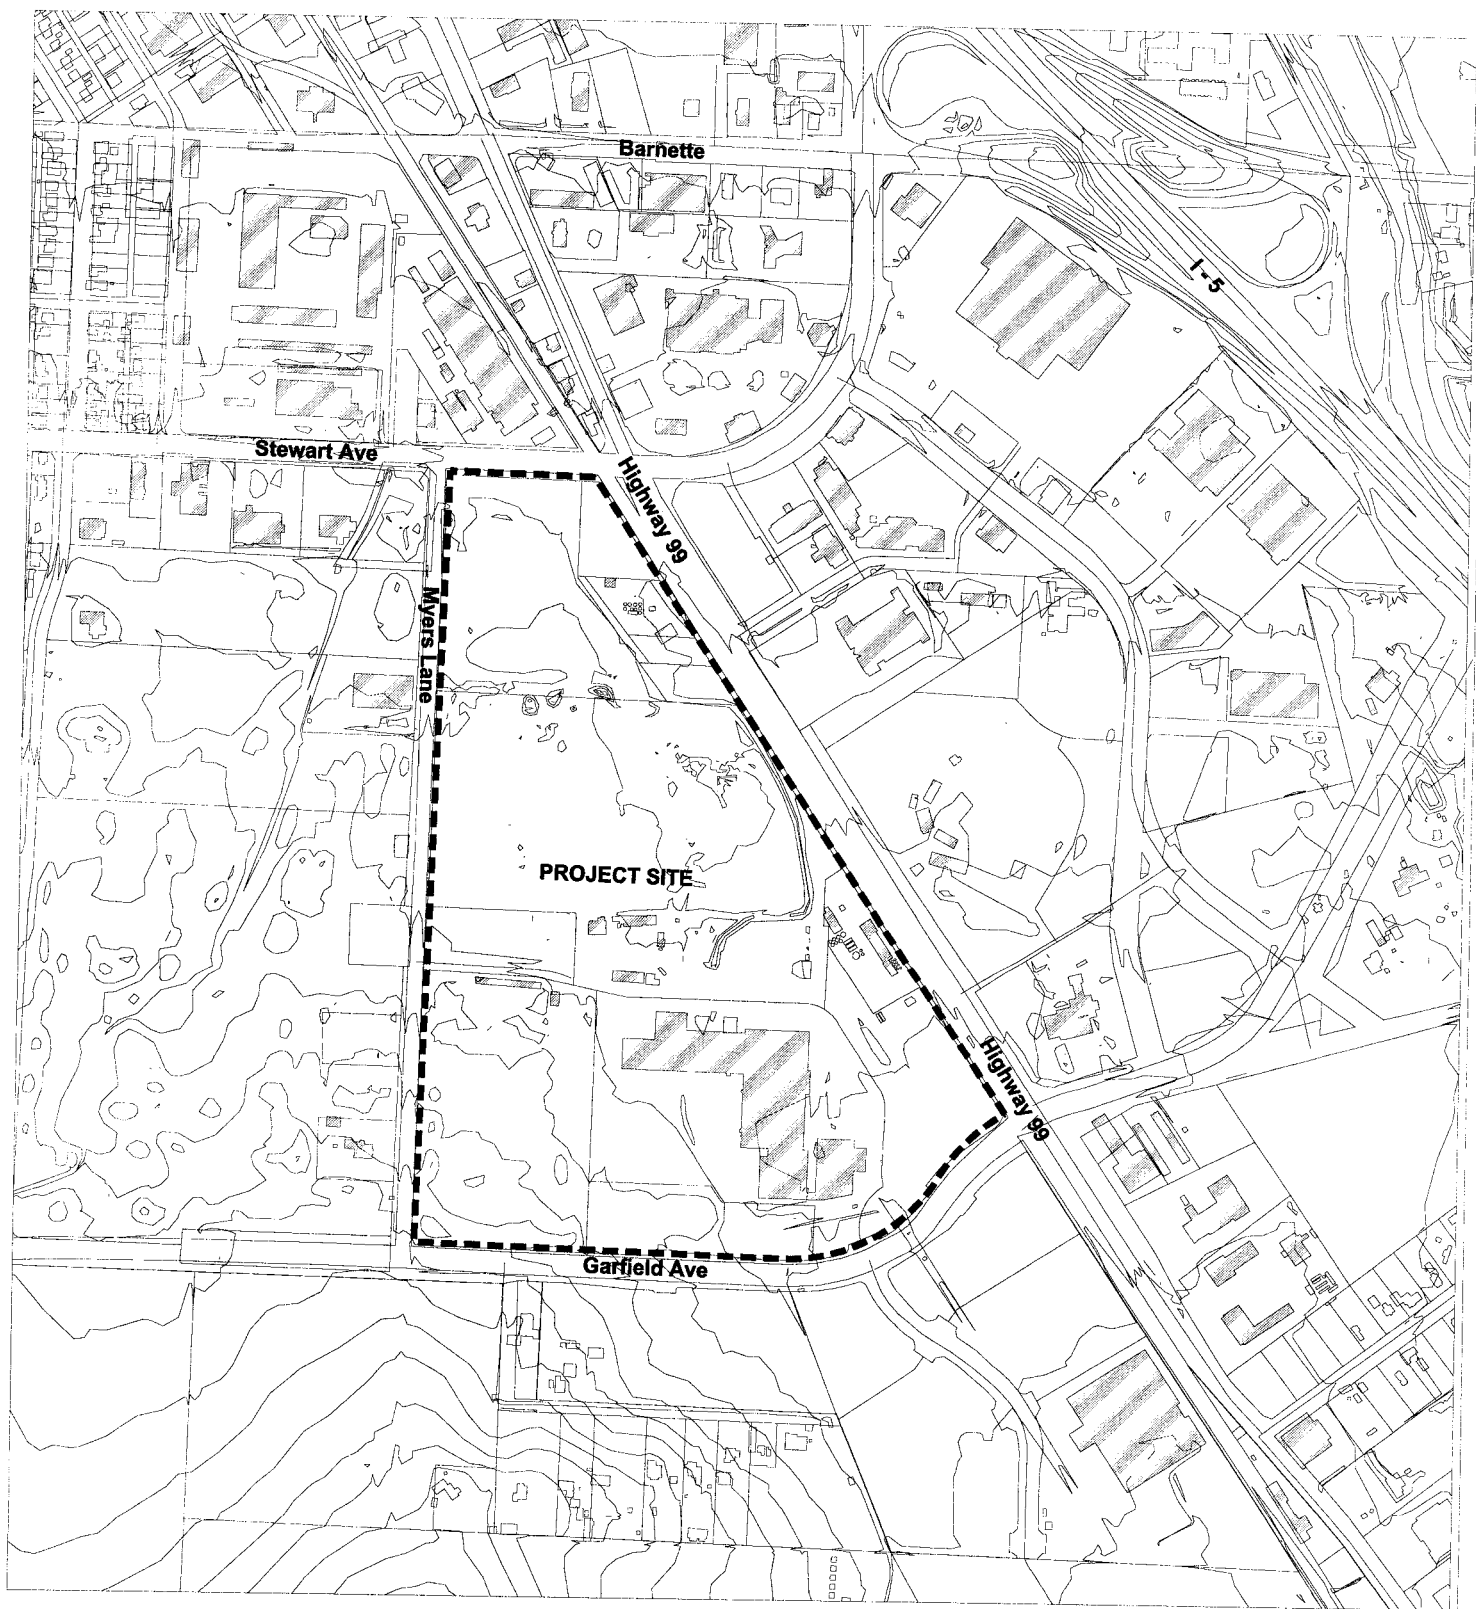 Barnette
I - 5
Stewart Ave
Highway 99
Myers Lane
PROJECT SITE
Highway 99
Garfield Ave